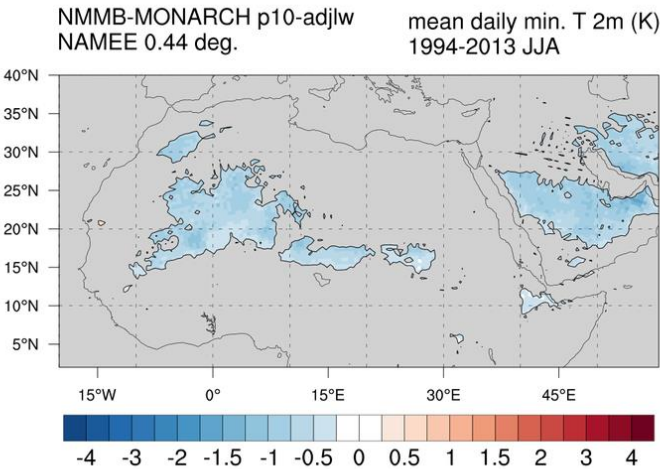 NMMB-MONARCH p10-adjlw
NAMEE 0.44 deg.
mean daily min. T 2m (K)
1994-2013 JJA
40°N
35°N
30°N
25°N
20°N
15°N
10°N
5°N
15°W 0° 15°E 30°E 45°E
-4 -3 -2 -1.5 -1 -0.5 0 0.5 1 1.5 2 3 4